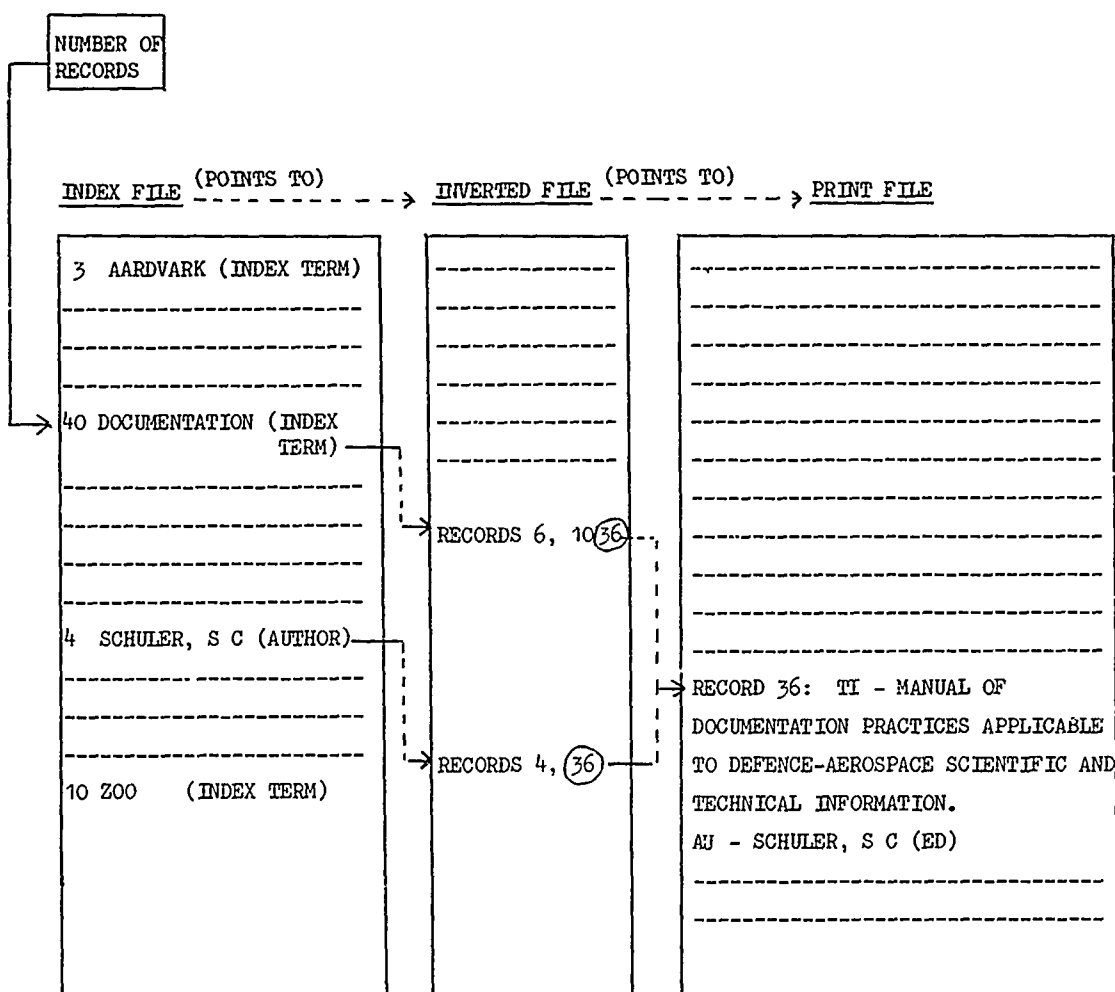 NUMBER OF
RECORDS
INDEX FILE (POINTS TO) INVERTED FILE (POINTS TO) PRINT FILE
3 AARDVARK (INDEX TERM)
40 DOCUMENTATION (INDEX
TERM)
RECORDS 6, 10 36
4 SCHULER, S C (AUTHOR)
RECORD 36: TI - MANUAL OF
DOCUMENTATION PRACTICES APPLICABLE
RECORDS 4, 36
TO DEFENCE-AEROSPACE SCIENTIFIC AND
10 ZOO (INDEX TERM)
TECHNICAL INFORMATION.
AU - SCHULER, S C (ED)